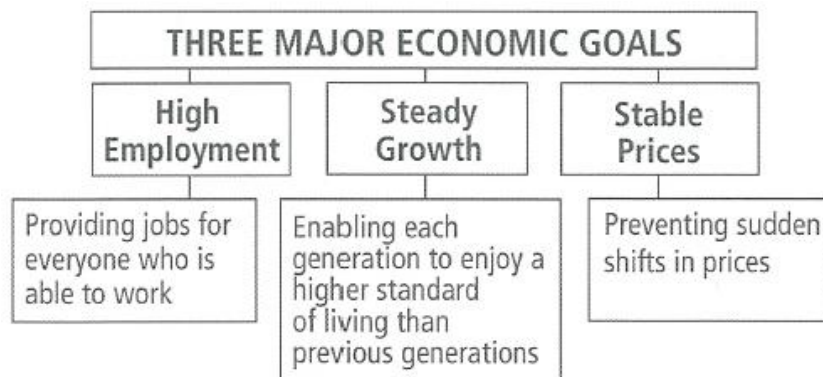 THREE MAJOR ECONOMIC GOALS
High
Employment
Providing jobs for
everyone who is
able to work
Steady
Growth
Enabling each
generation to enjoy a
higher standard
of living than
previous generations
Stable
Prices
Preventing sudden
shifts in prices